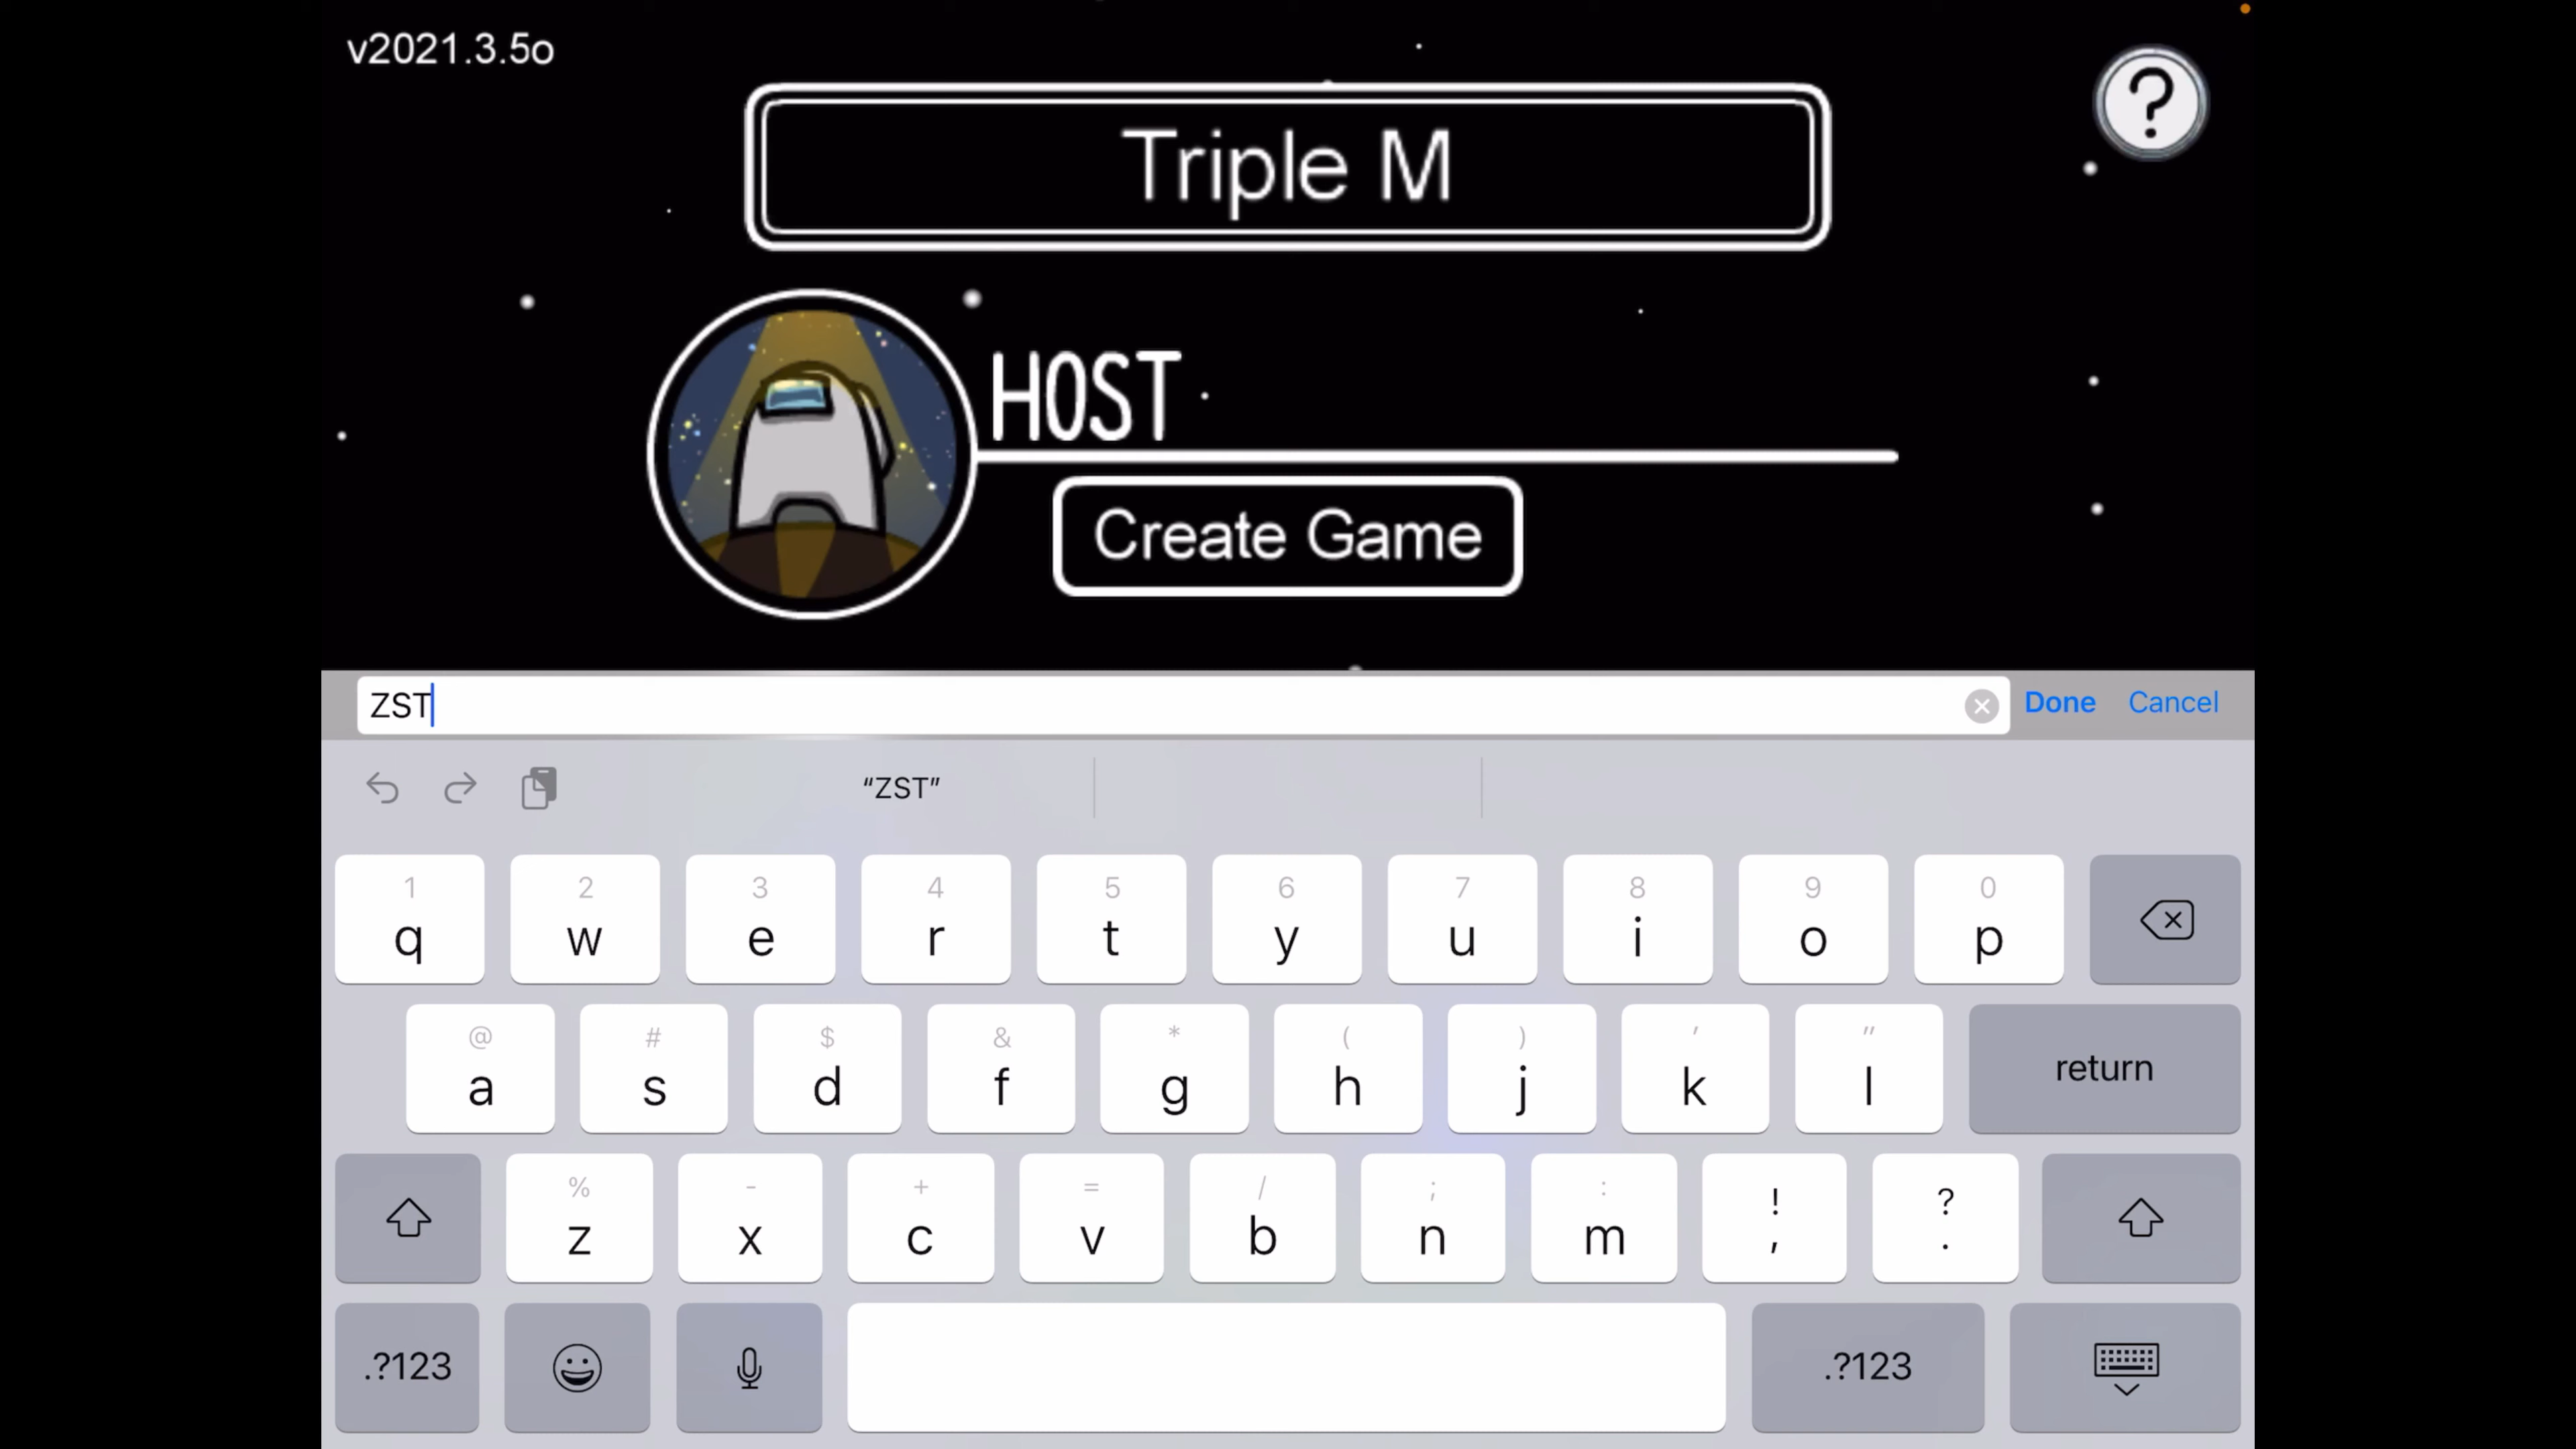 v2021.3.5o
?
Triple M
HOST
Create Game
ZST Done Cancel
“ZST”
1 2 3 4 5 6 7 8 9 0
q w e r t y u i o p
@ # $ & * ( ) ' "
a s d f g h j k l return
% - + = / ; : ! ?
z x c v b n m , .
.?123 .?123